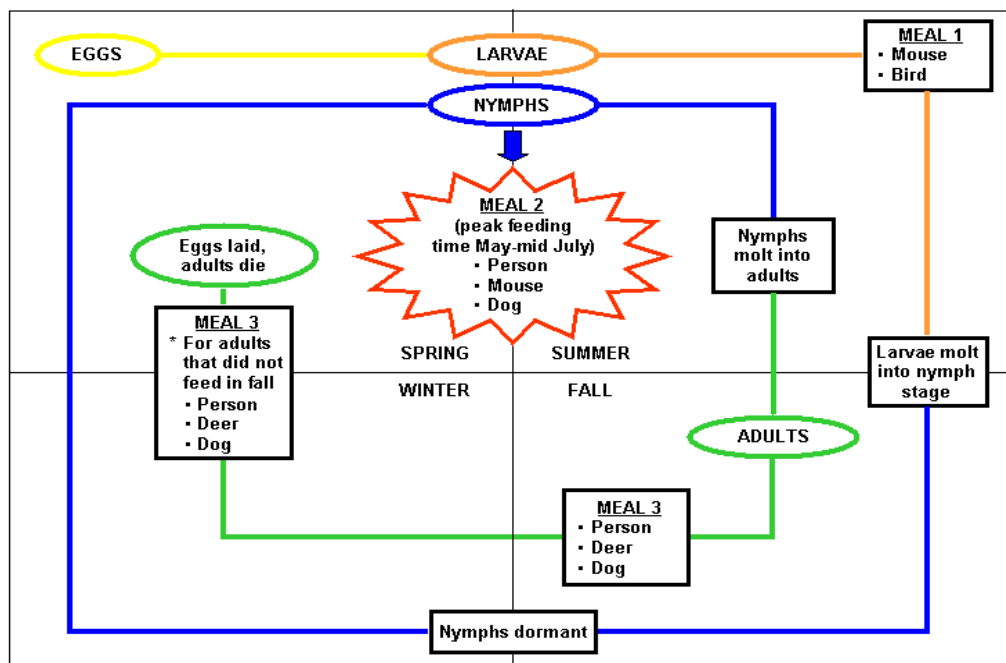 EGGS
LARVAE
MEAL 1
▪ Mouse
▪ Bird
NYMPHS
MEAL 2
(peak feeding
time May-mid July)
▪ Person
▪ Mouse
▪ Dog
Eggs laid,
adults die
Nymphs
molt into
adults
MEAL 3
* For adults
that did not
feed in fall
▪ Person
▪ Deer
▪ Dog
SPRING
SUMMER
Larvae molt
into nymph
stage
WINTER
FALL
ADULTS
MEAL 3
▪ Person
▪ Deer
▪ Dog
Nymphs dormant